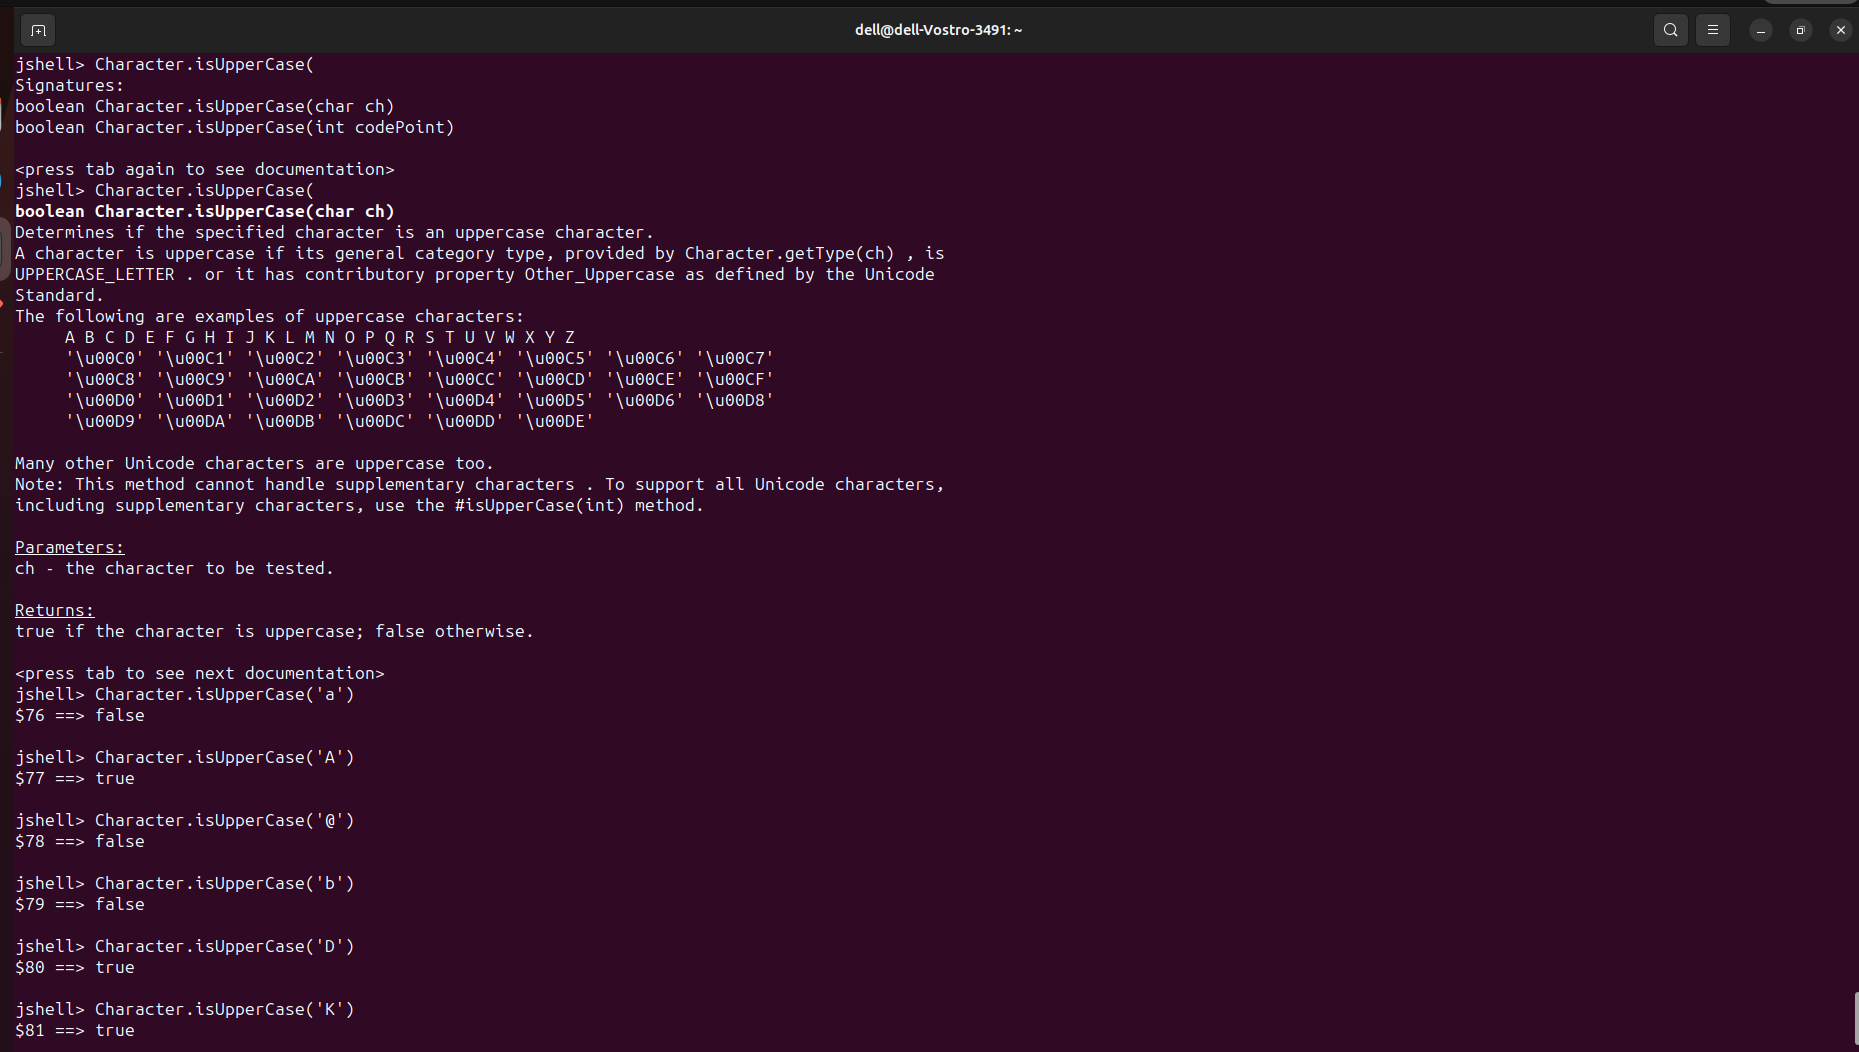 dell@dell-Vostro-3491: ~
jshell> Character.isUpperCase(
Signatures:
boolean Character.isUpperCase(char ch)
boolean Character.isUpperCase(int codePoint)
<press tab again to see documentation>
jshell> Character.isUpperCase(
boolean Character.isUpperCase(char ch)
Determines if the specified character is an uppercase character.
A character is uppercase if its general category type, provided by Character.getType(ch) , is
UPPERCASE_LETTER . or it has contributory property Other_Uppercase as defined by the Unicode
Standard.
The following are examples of uppercase characters:
A B C D E F G H I J K L M N O P Q R S T U V W X Y Z
'\u00C0' '\u00C1' '\u00C2' '\u00C3' '\u00C4' '\u00C5' '\u00C6' '\u00C7'
'\u00C8' '\u00C9' '\u00CA' '\u00CB' '\u00CC' '\u00CD' '\u00CE' '\u00CF'
'\u00D0' '\u00D1' '\u00D2' '\u00D3' '\u00D4' '\u00D5' '\u00D6' '\u00D8'
'\u00D9' '\u00DA' '\u00DB' '\u00DC' '\u00DD' '\u00DE'
Many other Unicode characters are uppercase too.
Note: This method cannot handle supplementary characters . To support all Unicode characters,
including supplementary characters, use the #isUpperCase(int) method.
Parameters:
ch - the character to be tested.
Returns:
true if the character is uppercase; false otherwise.
<press tab to see next documentation>
jshell> Character.isUpperCase('a')
$76 ==> false
jshell> Character.isUpperCase('A')
$77 ==> true
jshell> Character.isUpperCase('@')
$78 ==> false
jshell> Character.isUpperCase('b')
$79 ==> false
jshell> Character.isUpperCase('D')
$80 ==> true
jshell> Character.isUpperCase('K')
$81 ==> true